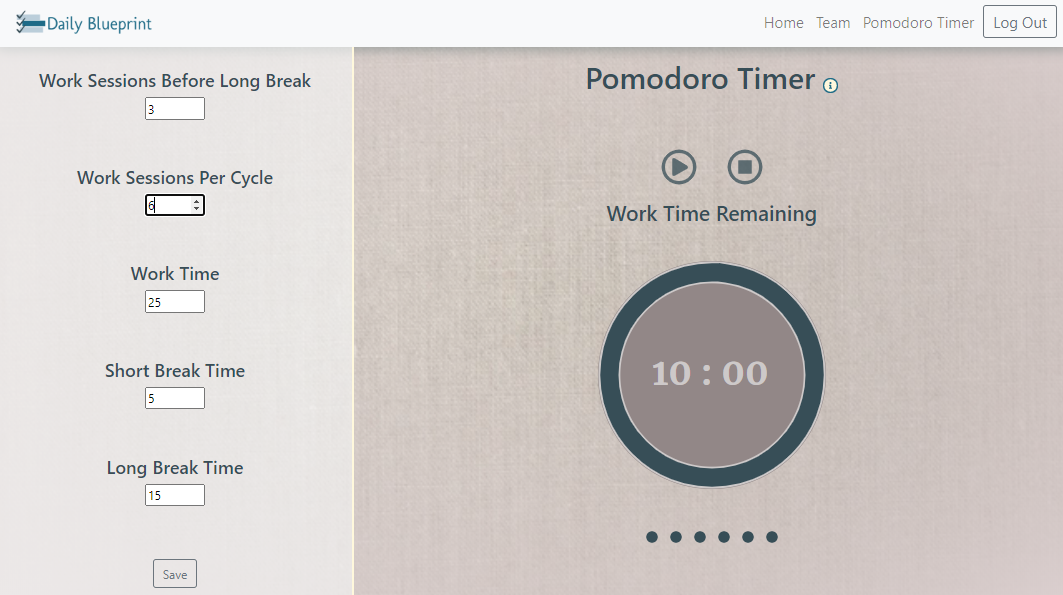 Daily Blueprint
Home Team Pomodoro Timer Log Out
Work Sessions Before Long Break
3
Work Sessions Per Cycle
6
Work Time
25
Short Break Time
5
Long Break Time
15
Save
Pomodoro Timer i
Work Time Remaining
10 : 00